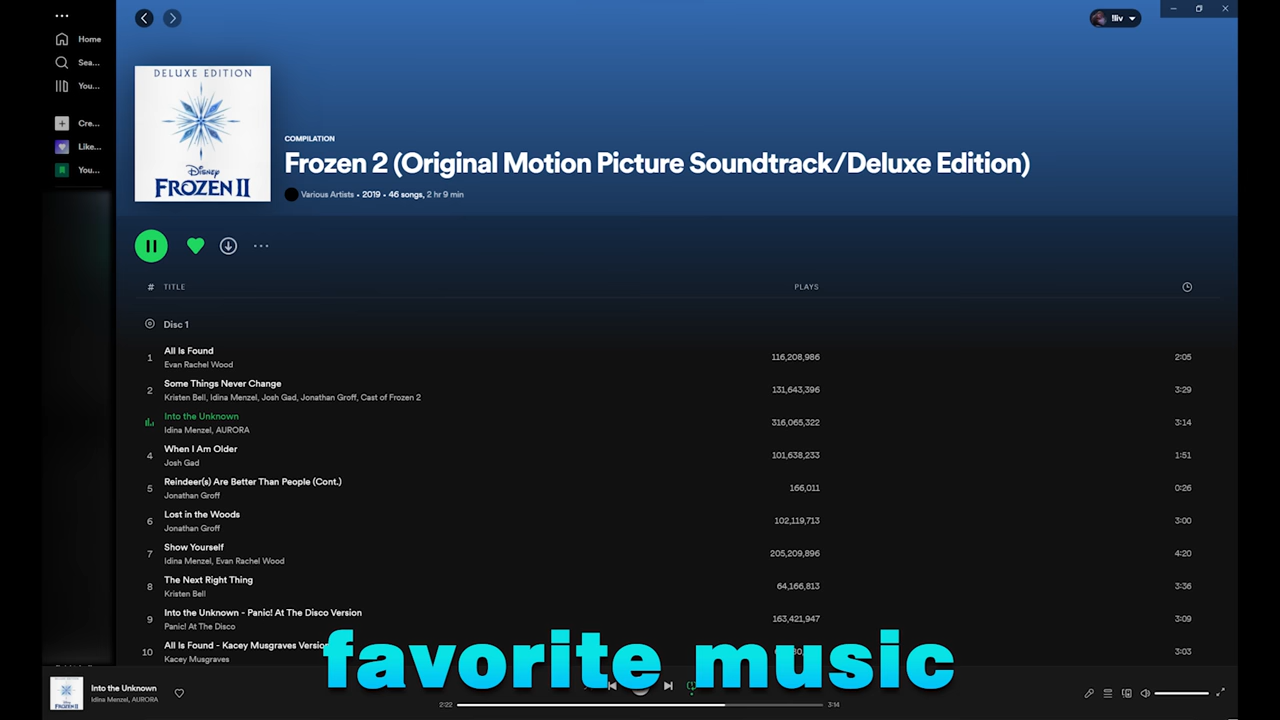 Home
!liv
Sea...
You...
Cre...
Like...
You...
DELUXE EDITION
Disney
FROZEN II
COMPILATION
Frozen 2 (Original Motion Picture Soundtrack/Deluxe Edition)
Various Artists • 2019 • 46 songs, 2 hr 9 min
# TITLE PLAYS
Disc 1
1 All Is Found 116,208,986 2:05
Evan Rachel Wood
2 Some Things Never Change 131,643,396 3:29
Kristen Bell, Idina Menzel, Josh Gad, Jonathan Groff, Cast of Frozen 2
Into the Unknown 316,065,322 3:14
Idina Menzel, AURORA
4 When I Am Older 101,638,233 1:51
Josh Gad
5 Reindeer(s) Are Better Than People (Cont.) 166,011 0:26
Jonathan Groff
6 Lost in the Woods 102,119,713 3:00
Jonathan Groff
7 Show Yourself 205,209,896 4:20
Idina Menzel, Evan Rachel Wood
8 The Next Right Thing 64,166,813 3:36
Kristen Bell
9 Into the Unknown - Panic! At The Disco Version 163,421,947 3:09
Panic! At The Disco
10 All Is Found - Kacey Musgraves Version 3:03
Kacey Musgraves
favorite music
Into the Unknown
Idina Menzel, AURORA
2:22 3:14